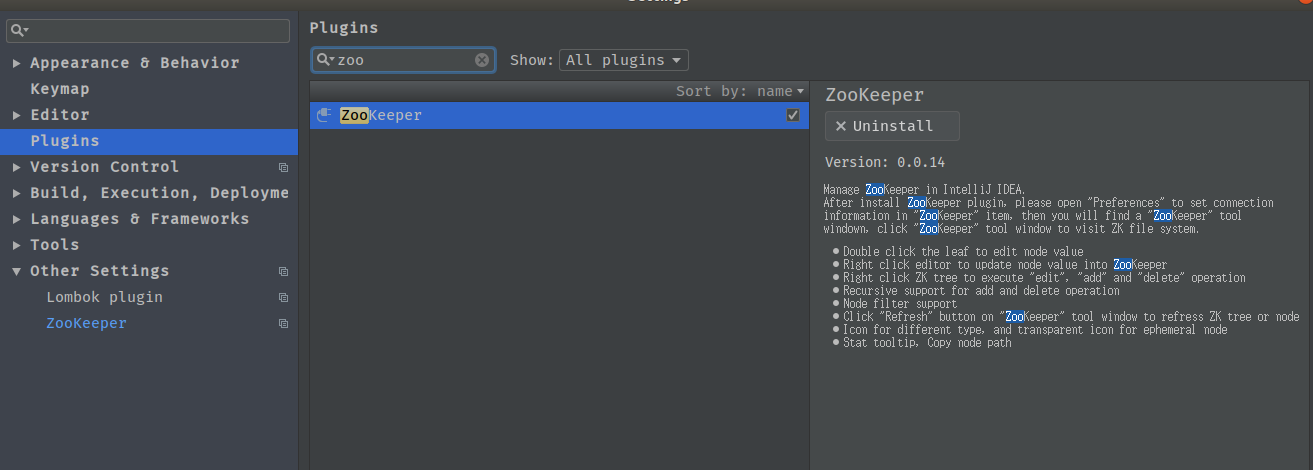 Settings
Plugins
zoo
Show:
All plugins
Appearance & Behavior
Keymap
Editor
Plugins
Version Control
Build, Execution, Deployme
Languages & Frameworks
Tools
Other Settings
Lombok plugin
ZooKeeper
Sort by: name
ZooKeeper
ZooKeeper
Uninstall
Version: 0.0.14
Manage ZooKeeper in IntelliJ IDEA.
After install ZooKeeper plugin, please open "Preferences" to set connection
information in "ZooKeeper" item, then you will find a "ZooKeeper" tool
windown, click "ZooKeeper" tool window to visit ZK file system.
Double click the leaf to edit node value
Right click editor to update node value into ZooKeeper
Right click ZK tree to execute "edit", "add" and "delete" operation
Recursive support for add and delete operation
Node filter support
Click "Refresh" button on "ZooKeeper" tool window to refress ZK tree or node
Icon for different type, and transparent icon for ephemeral node
Stat tooltip, Copy node path